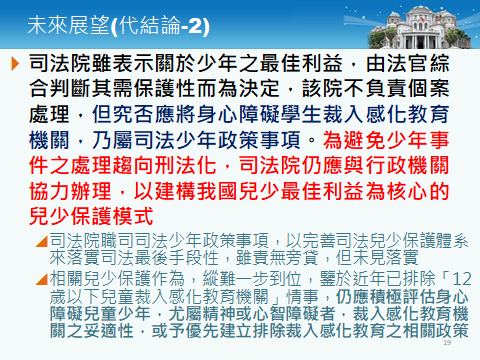 未來展望(代結論-2)
司法院雖表示關於少年之最佳利益，由法官綜
合判斷其需保護性而為決定，該院不負責個案
處理，但究否應將身心障礙學生裁入感化教育
機關，乃屬司法少年政策事項。為避免少年事
件之處理趨向刑法化，司法院仍應與行政機關
協力辦理，以建構我國兒少最佳利益為核心的
兒少保護模式
司法院職司司法少年政策事項，以完善司法兒少保護體系
來落實司法最後手段性，雖責無旁貸，但未見落實
相關兒少保護作為，縱難一步到位，鑒於近年已排除「12
歲以下兒童裁入感化教育機關」情事，仍應積極評估身心
障礙兒童少年，尤屬精神或心智障礙者，裁入感化教育機
關之妥適性，或予優先建立排除裁入感化教育之相關政策
19